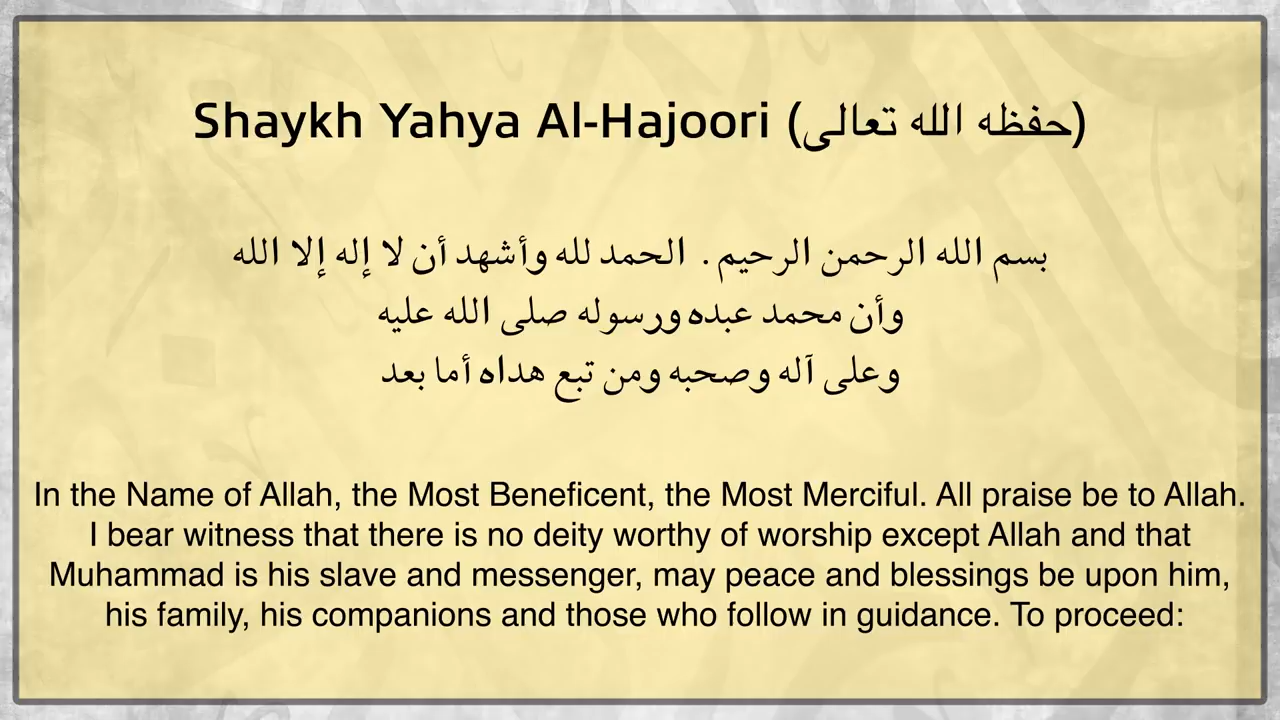 Shaykh Yahya Al-Hajoori (حفظه الله تعالى)
بسم الله الرحمن الرحيم . الحمد لله وأشهد أن لا إله إلا الله
وأن محمد عبده ورسوله صلى الله عليه
وعلى آله وصحبه ومن تبع هداه أما بعد
In the Name of Allah, the Most Beneficent, the Most Merciful. All praise be to Allah.
I bear witness that there is no deity worthy of worship except Allah and that
Muhammad is his slave and messenger, may peace and blessings be upon him,
his family, his companions and those who follow in guidance. To proceed: